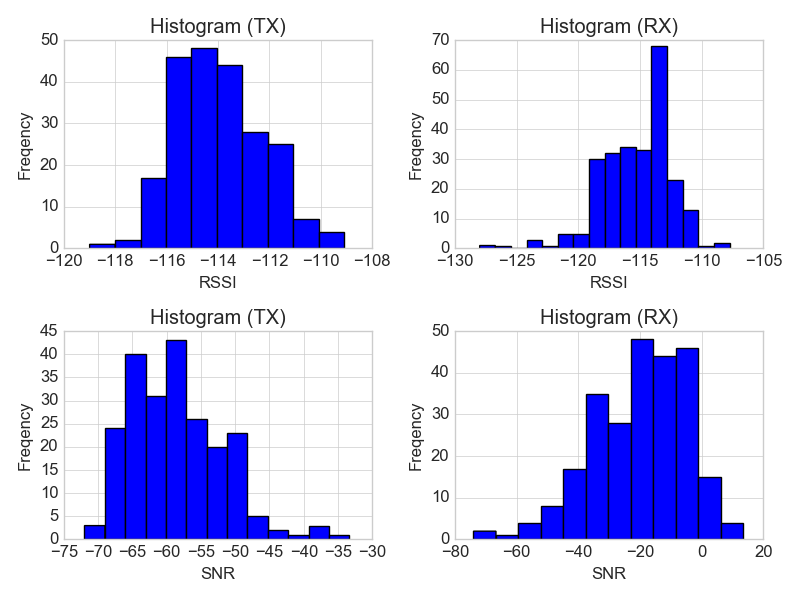 Histogram (TX)
Freqency
50
40
30
20
10
0
−120 −118 −116 −114 −112 −110 −108
RSSI
Histogram (RX)
Freqency
70
60
50
40
30
20
10
0
−130 −125 −120 −115 −110 −105
RSSI
Histogram (TX)
Freqency
45
40
35
30
25
20
15
10
5
0
−75 −70 −65 −60 −55 −50 −45 −40 −35 −30
SNR
Histogram (RX)
Freqency
50
40
30
20
10
0
−80 −60 −40 −20 0 20
SNR